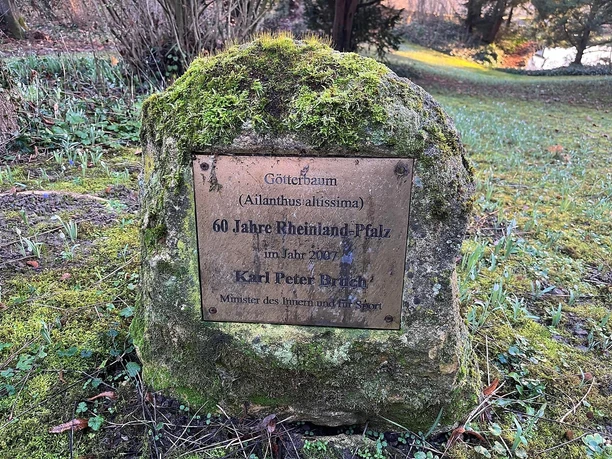 Götterbaum
(Ailanthus altissima)
60 Jahre Rheinland-Pfalz
im Jahr 2007
Karl Peter Bruch
Minister des Innern und für Sport